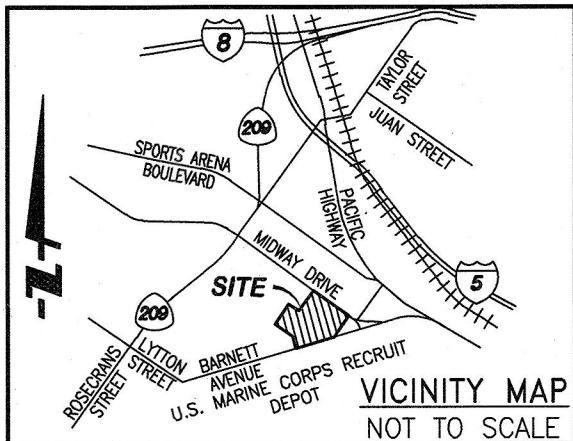 8
TAYLOR
STREET
JUAN STREET
209
SPORTS ARENA
BOULEVARD
PACIFIC
HIGHWAY
MIDWAY DRIVE
N
SITE
5
209
LYTTON
STREET
ROSECRANS
STREET
BARNETT
AVENUE
U.S. MARINE CORPS RECRUIT
DEPOT
VICINITY MAP
NOT TO SCALE